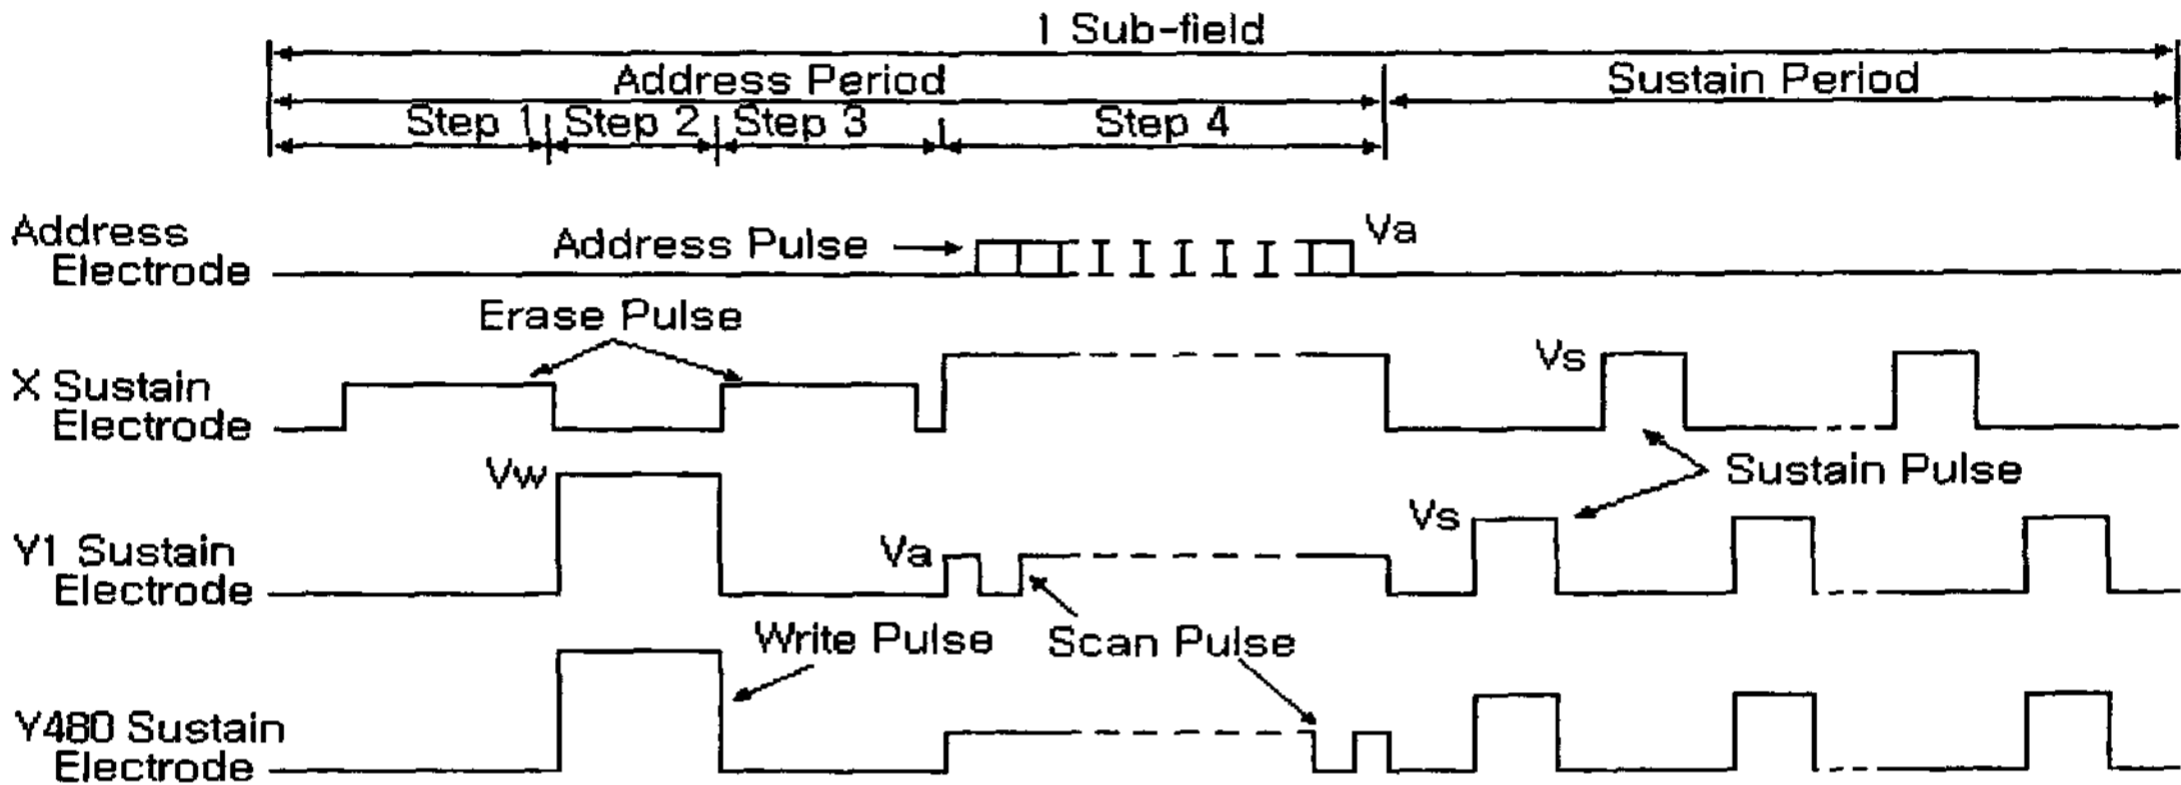 1 Sub-field
Address Period
Sustain Period
Step 1
Step 2
Step 3
Step 4
Address
Electrode
Address Pulse
Va
Erase Pulse
X Sustain
Electrode
Vs
Sustain Pulse
Vw
Vs
Y1 Sustain
Electrode
Va
Write Pulse
Scan Pulse
Y480 Sustain
Electrode